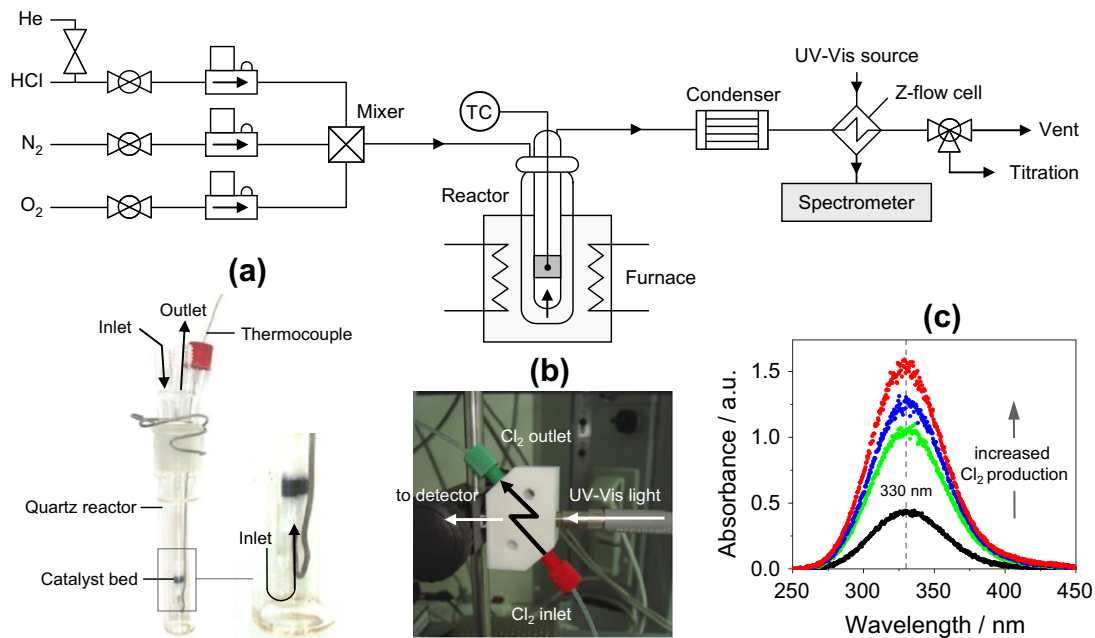 He
HCl
N2
O2
Mixer
TC
Reactor
Furnace
Condenser
UV-Vis source
Z-flow cell
Vent
Titration
Spectrometer
(a)
Inlet
Outlet
Thermocouple
Quartz reactor
Catalyst bed
Inlet
(b)
Cl2 outlet
to detector
UV-Vis light
Cl2 inlet
(c)
Absorbance / a.u.
1.5
1.0
0.5
0.0
330 nm
increased
Cl2 production
250 300 350 400 450
Wavelength / nm